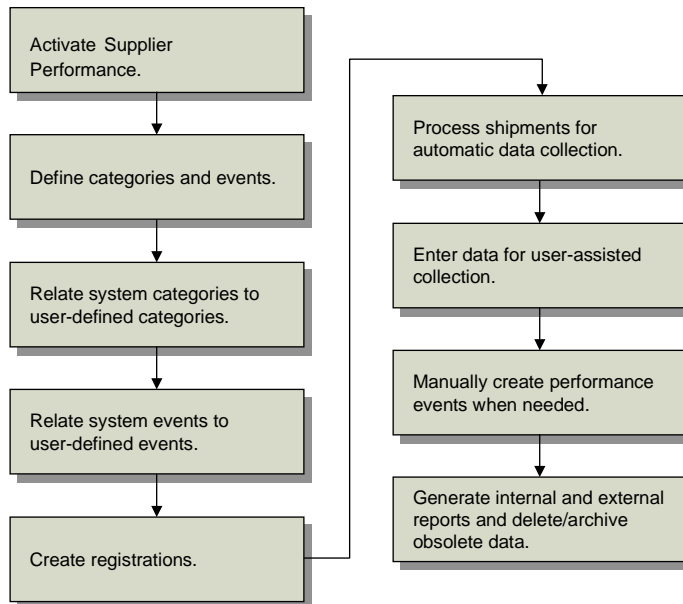 Activate Supplier
Performance.
Define categories and events.
Relate system categories to
user-defined categories.
Relate system events to
user-defined events.
Create registrations.
Process shipments for
automatic data collection.
Enter data for user-assisted
collection.
Manually create performance
events when needed.
Generate internal and external
reports and delete/archive
obsolete data.